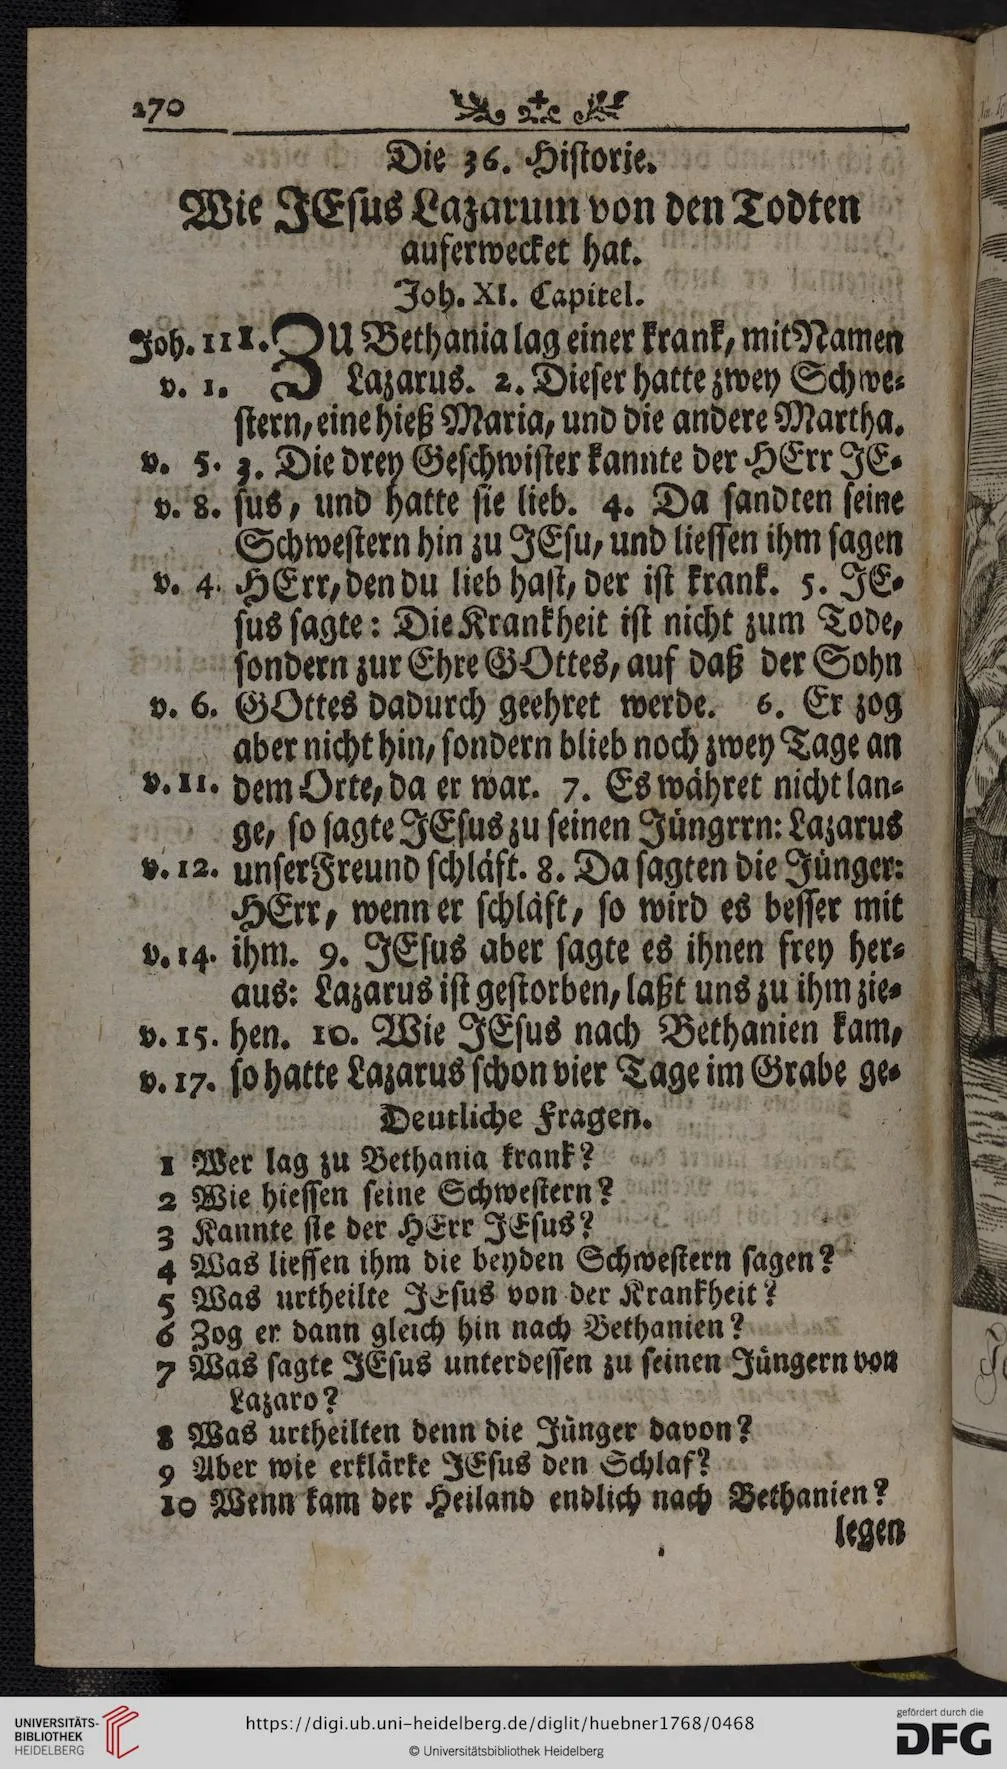 270
Die 36. Historie.
Wie JEsus Lazarum von den Todten
auferwecket hat.
Joh. XI. Capitel.
Joh. 111. ZU Bethania lag einer krank, mit Namen
v. 1. Lazarus. 2. Dieser hatte zwey Schwe-
stern, eine hieß Maria, und die andere Martha.
v. 5. 3. Die drey Geschwister kannte der HErr JE-
v. 8. sus, und hatte sie lieb. 4. Da sandten seine
Schwestern hin zu JEsu, und liessen ihm sagen
v. 4. HErr, den du lieb hast, der ist krank. 5. JE-
sus sagte: Die Krankheit ist nicht zum Tode,
sondern zur Ehre GOttes, auf daß der Sohn
v. 6. GOttes dadurch geehret werde. 6. Er zog
aber nicht hin, sondern blieb noch zwey Tage an
v. 11. dem Orte, da er war. 7. Es währet nicht lan-
ge, so sagte JEsus zu seinen Jüngrrn: Lazarus
v. 12. unser Freund schläft. 8. Da sagten die Jünger:
HErr, wenn er schläft, so wird es besser mit
v. 14. ihm. 9. JEsus aber sagte es ihnen frey her-
aus: Lazarus ist gestorben, laßt uns zu ihm zie-
v. 15. hen. 10. Wie JEsus nach Bethanien kam,
v. 17. so hatte Lazarus schon vier Tage im Grabe ge-
Deutliche Fragen.
1 Wer lag zu Bethania krank?
2 Wie hiessen seine Schwestern?
3 Kannte sie der HErr JEsus?
4 Was liessen ihm die beyden Schwestern sagen?
5 Was urtheilte JEsus von der Krankheit?
6 Zog er dann gleich hin nach Bethanien?
7 Was sagte JEsus unterdessen zu seinen Jüngern von
Lazaro?
8 Was urtheilten denn die Jünger davon?
9 Aber wie erklärte JEsus den Schlaf?
10 Wenn kam der Heiland endlich nach Bethanien?
legen
UNIVERSITÄTS-
BIBLIOTHEK
HEIDELBERG
https://digi.ub.uni-heidelberg.de/diglit/huebner1768/0468
© Universitätsbibliothek Heidelberg
gefördert durch die
DFG